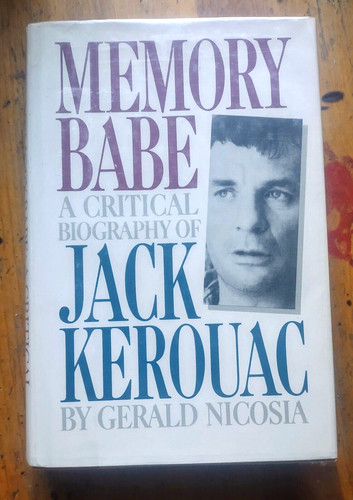 MEMORY
BABE
A CRITICAL
BIOGRAPHY OF
JACK
KEROUAC
BY GERALD NICOSIA